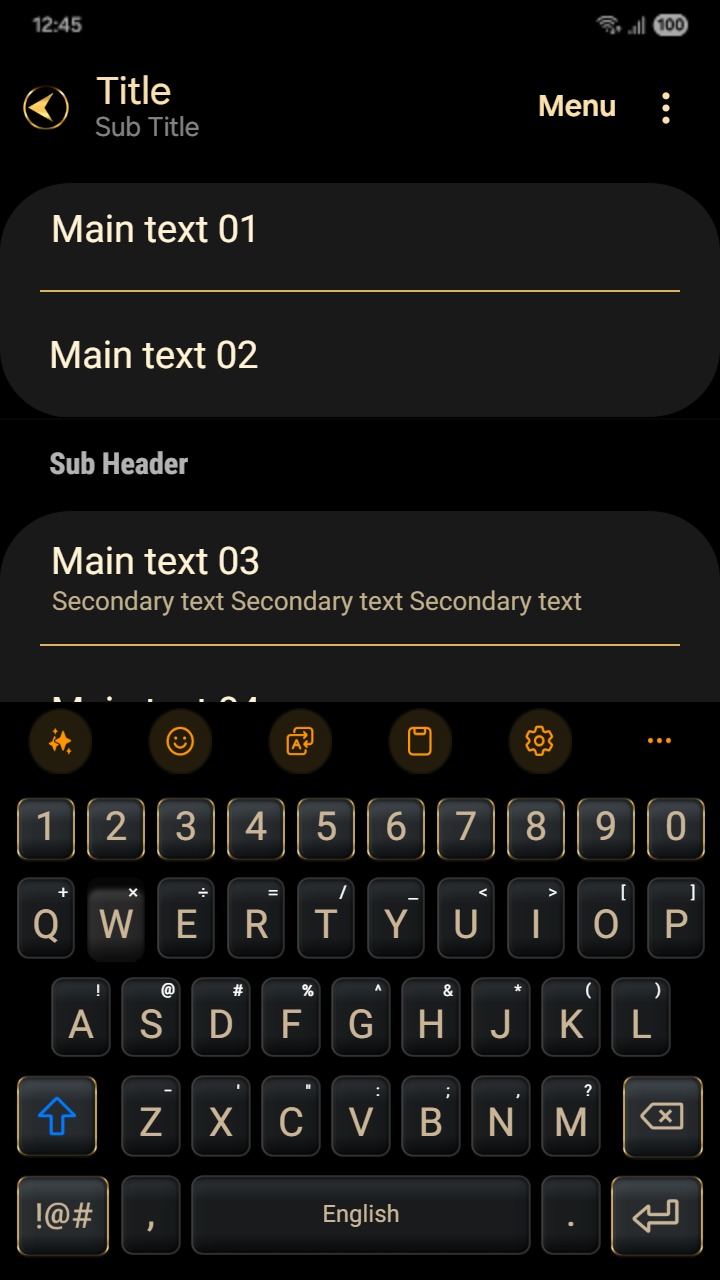 12:45
100
Title
Sub Title
Menu
Main text 01
Main text 02
Sub Header
Main text 03
Secondary text Secondary text Secondary text
1 2 3 4 5 6 7 8 9 0
+ × ÷ = / _ < > [ ]
Q W E R T Y U I O P
! @ # % ^ & * ( )
A S D F G H J K L
- ' " : ; , ?
Z X C V B N M
!@# , English .